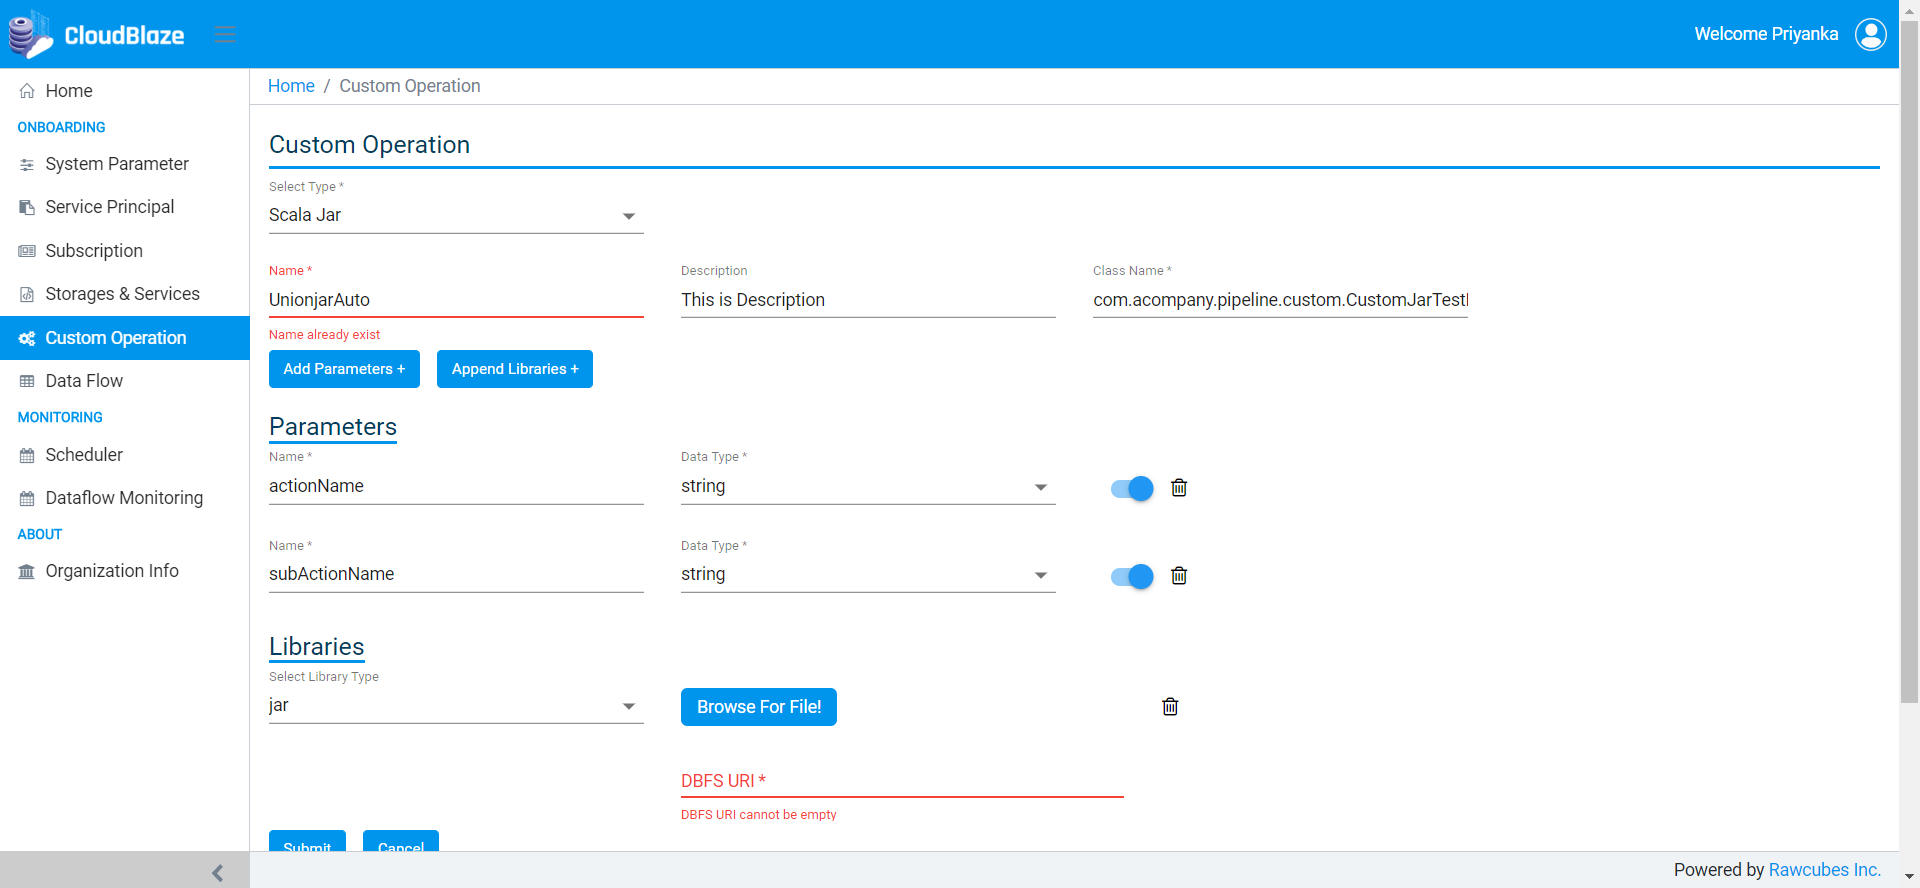 CloudBlaze
Welcome Priyanka
Home
ONBOARDING
System Parameter
Service Principal
Subscription
Storages & Services
Custom Operation
Data Flow
MONITORING
Scheduler
Dataflow Monitoring
ABOUT
Organization Info
Home / Custom Operation
Custom Operation
Select Type *
Scala Jar
Name * Description Class Name *
UnionjarAuto This is Description com.acompany.pipeline.custom.CustomJarTest
Name already exist
Add Parameters + Append Libraries +
Parameters
Name * Data Type *
actionName string
Name * Data Type *
subActionName string
Libraries
Select Library Type
jar Browse For File!
DBFS URI *
DBFS URI cannot be empty
Submit Cancel
Powered by Rawcubes Inc.